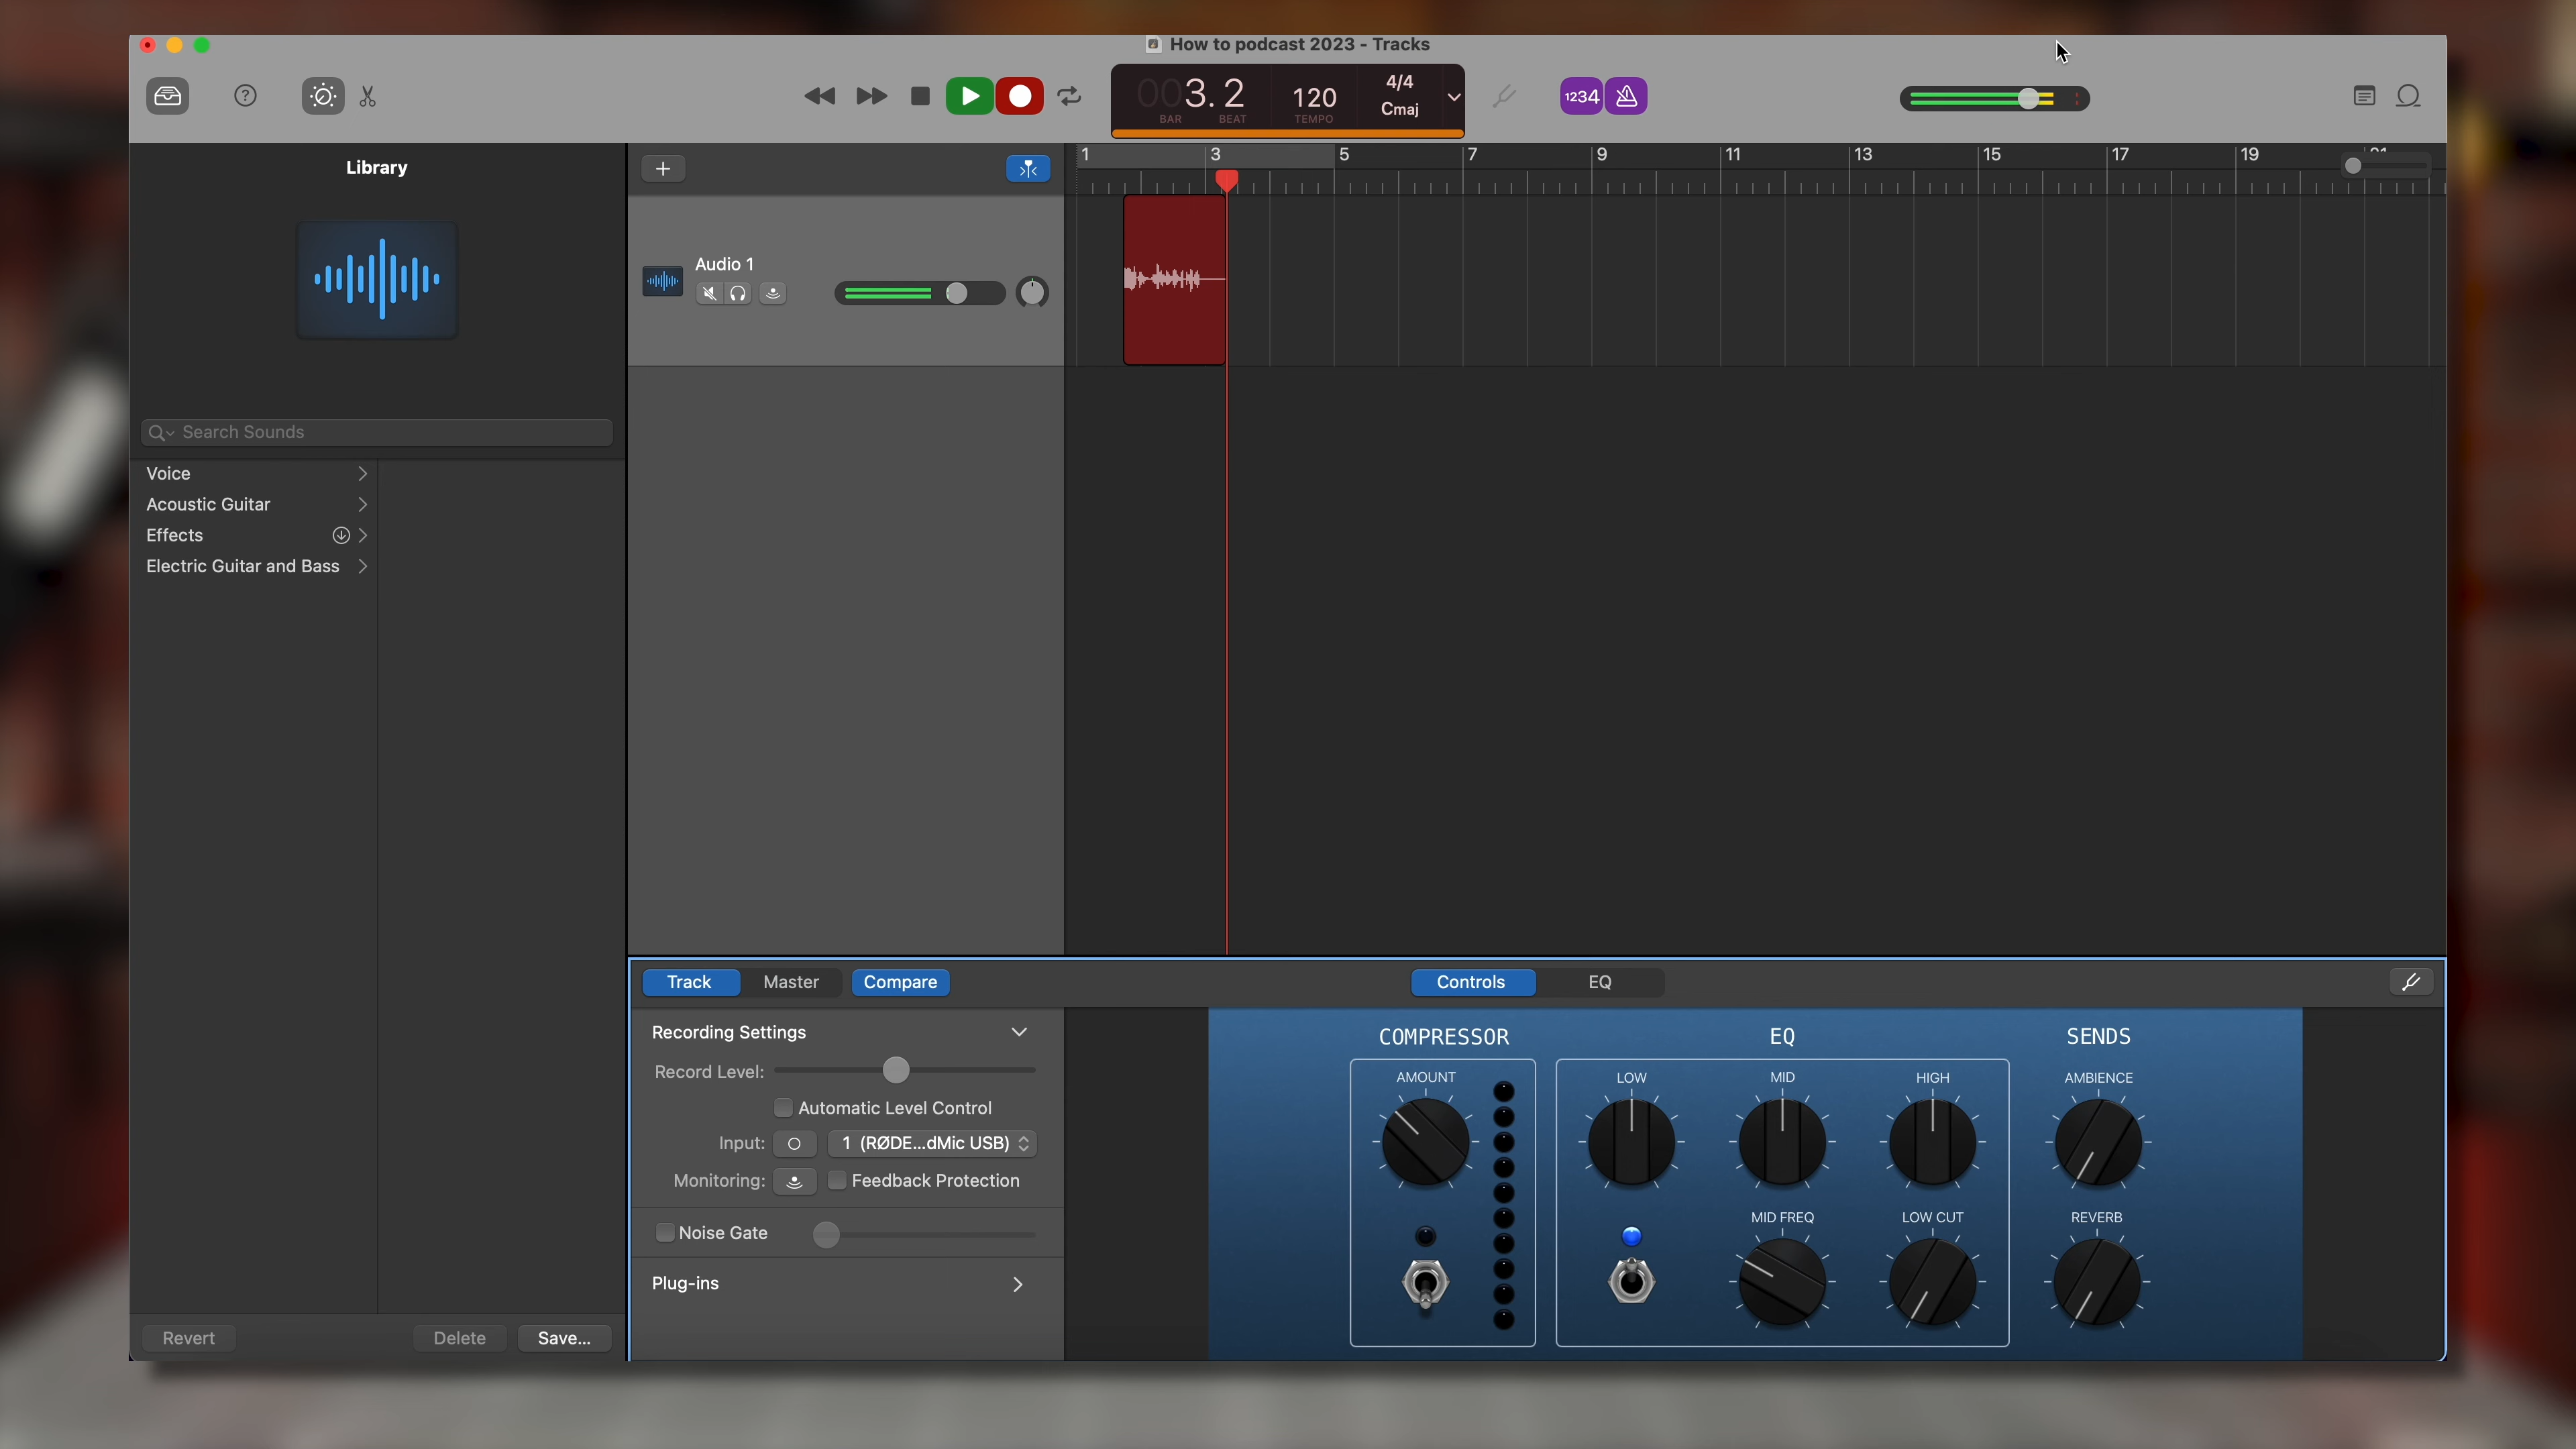 How to podcast 2023 - Tracks
003. 2
BAR
BEAT
120
TEMPO
4/4
Cmaj
1234
Library
Search Sounds
Voice
Acoustic Guitar
Effects
Electric Guitar and Bass
Revert
Delete
Save...
1
3
5
7
9
11
13
15
17
19
Audio 1
Track
Master
Compare
Controls
EQ
Recording Settings
Record Level:
Automatic Level Control
Input:
1 (RØDE...dMic USB)
Monitoring:
Feedback Protection
Noise Gate
Plug-ins
COMPRESSOR
AMOUNT
EQ
LOW
MID
HIGH
MID FREQ
LOW CUT
SENDS
AMBIENCE
REVERB